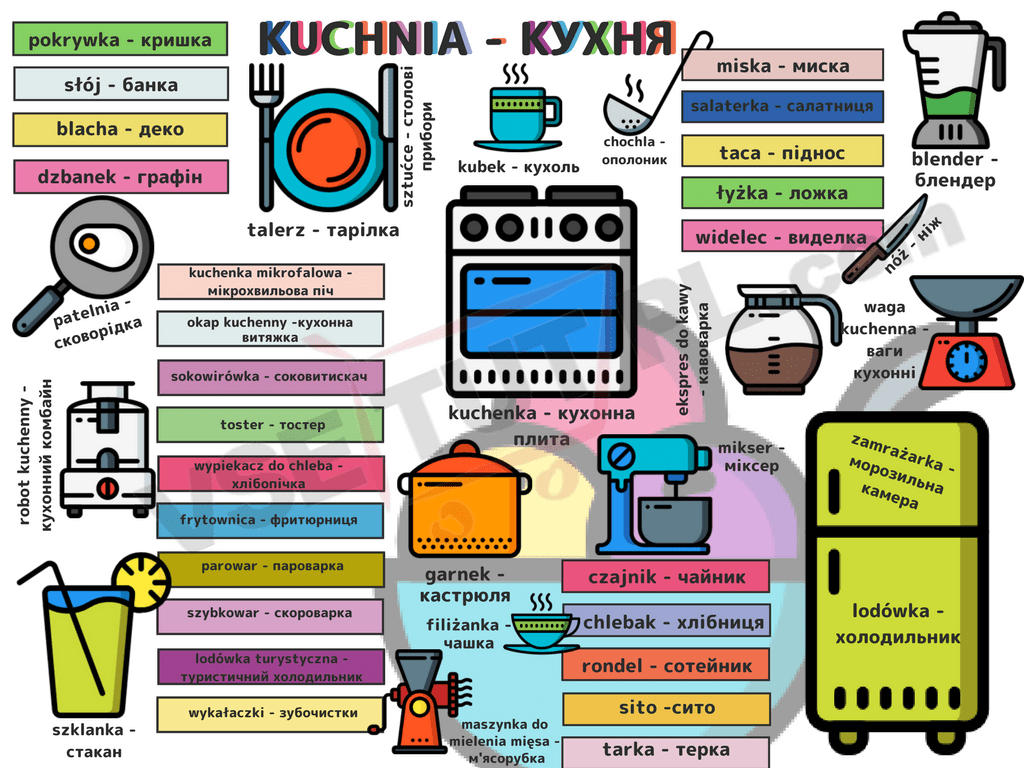 KUCHNIA - КУХНЯ
pokrywka - кришка
słój - банка
blacha - деко
dzbanek - графін
talerz - тарілка
sztućce - столові
прибори
kubek - кухоль
chochla -
ополоник
miska - миска
salaterka - салатниця
taca - піднос
łyżka - ложка
widelec - виделка
blender -
блендер
nóż - ніж
patelnia -
сковорідка
kuchenka mikrofalowa -
мікрохвильова піч
okap kuchenny -кухонна
витяжка
sokowirówka - соковитискач
toster - тостер
wypiekacz do chleba -
хлібопічка
frytownica - фритюрниця
parowar - пароварка
szybkowar - скороварка
lodówka turystyczna -
туристичний холодильник
wykałaczki - зубочистки
kuchenka - кухонна
плита
ekspres do kawy
- кавоварка
waga
kuchenna -
ваги
кухонні
robot kuchenny -
кухонний комбайн
garnek -
кастрюля
mikser -
міксер
zamrażarka -
морозильна
камера
lodówka -
холодильник
szklanka -
стакан
filiżanka -
чашка
maszynka do
mielenia mięsa -
м'ясорубка
czajnik - чайник
chlebak - хлібниця
rondel - сотейник
sito -сито
tarka - терка
VSETUTPL.com